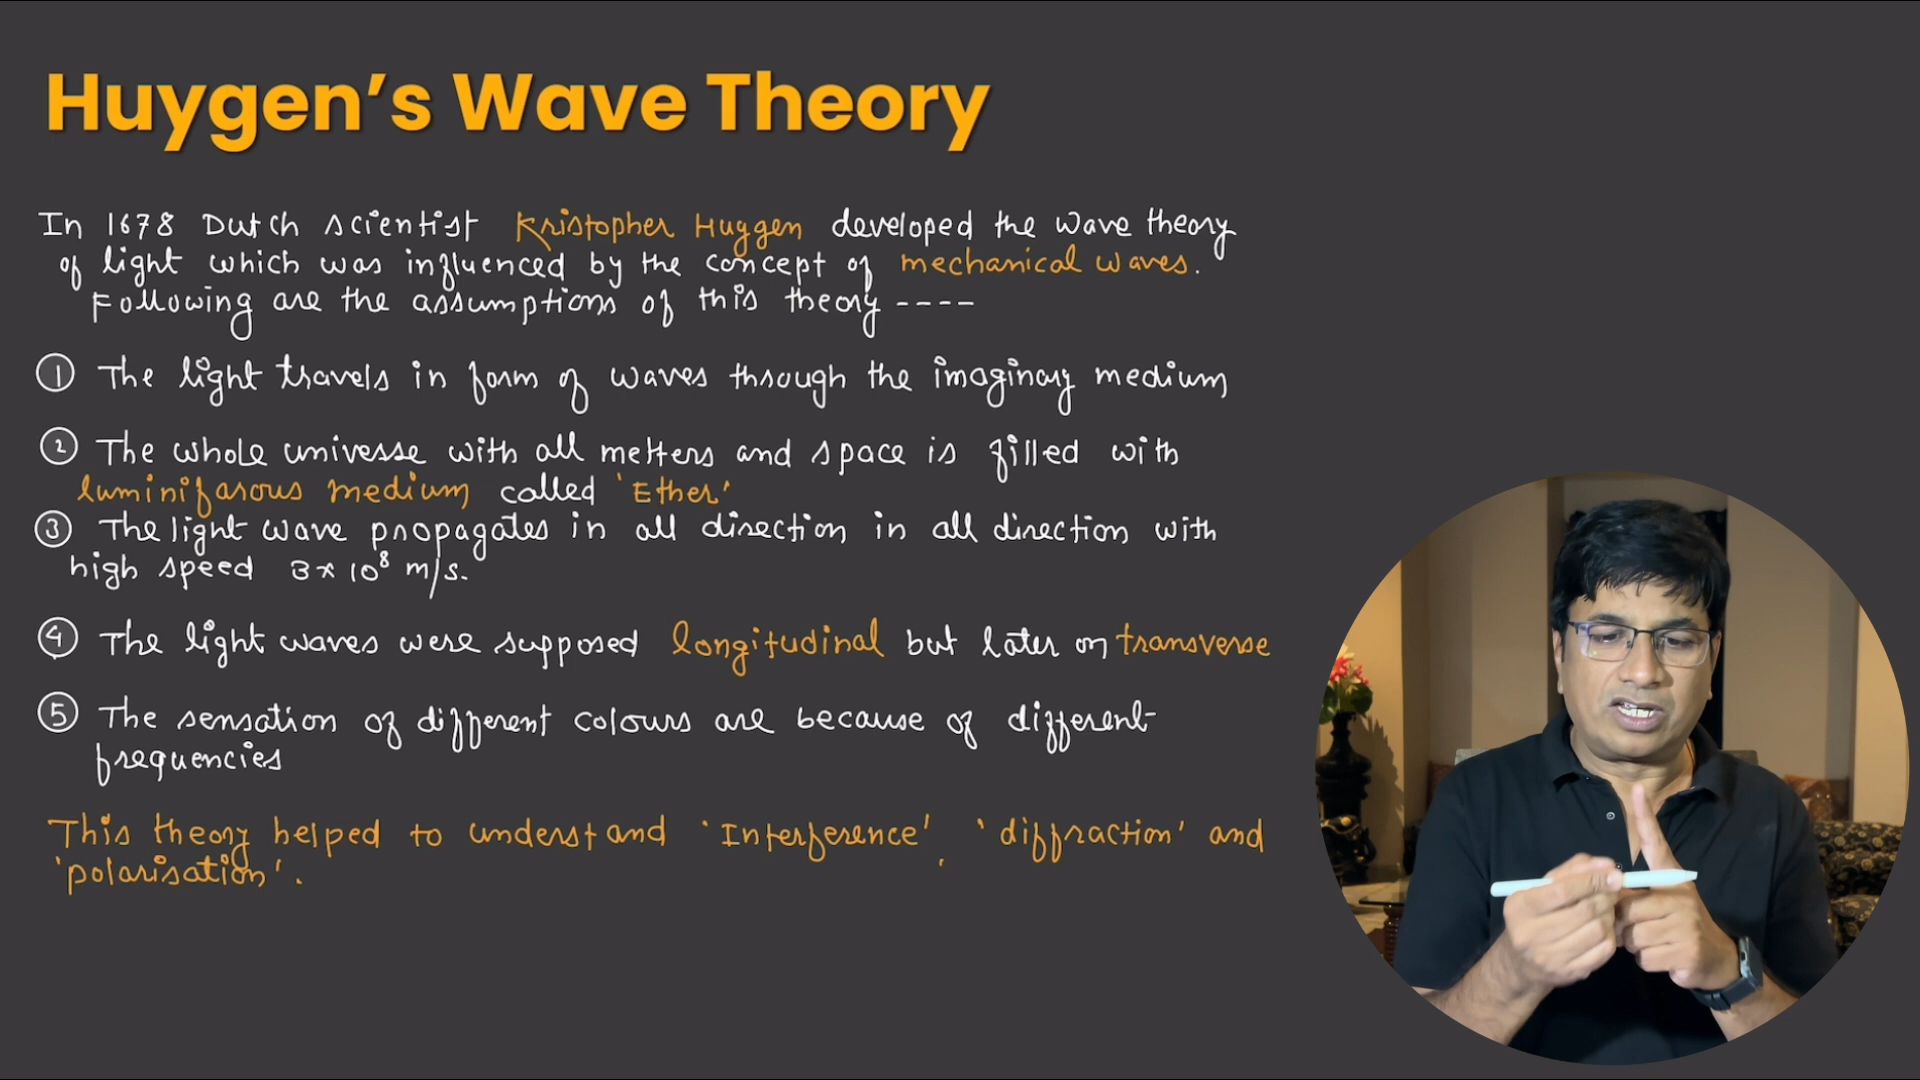 Huygen's Wave Theory
In 1678 Dutch scientist Kristopher Huygen developed the wave theory
of light which was influenced by the concept of mechanical waves.
Following are the assumptions of this theory ----
① The light travels in form of waves through the imaginary medium
② The whole universe with all metters and space is filled with
luminifarous medium called 'Ether'
③ The light wave propagates in all direction in all direction with
high speed 3×10⁸ m/s.
④ The light waves were supposed longitudinal but later on transverse
⑤ The sensation of different colours are because of different
frequencies
This theory helped to understand 'Interference', 'diffraction' and
'polarisation'.